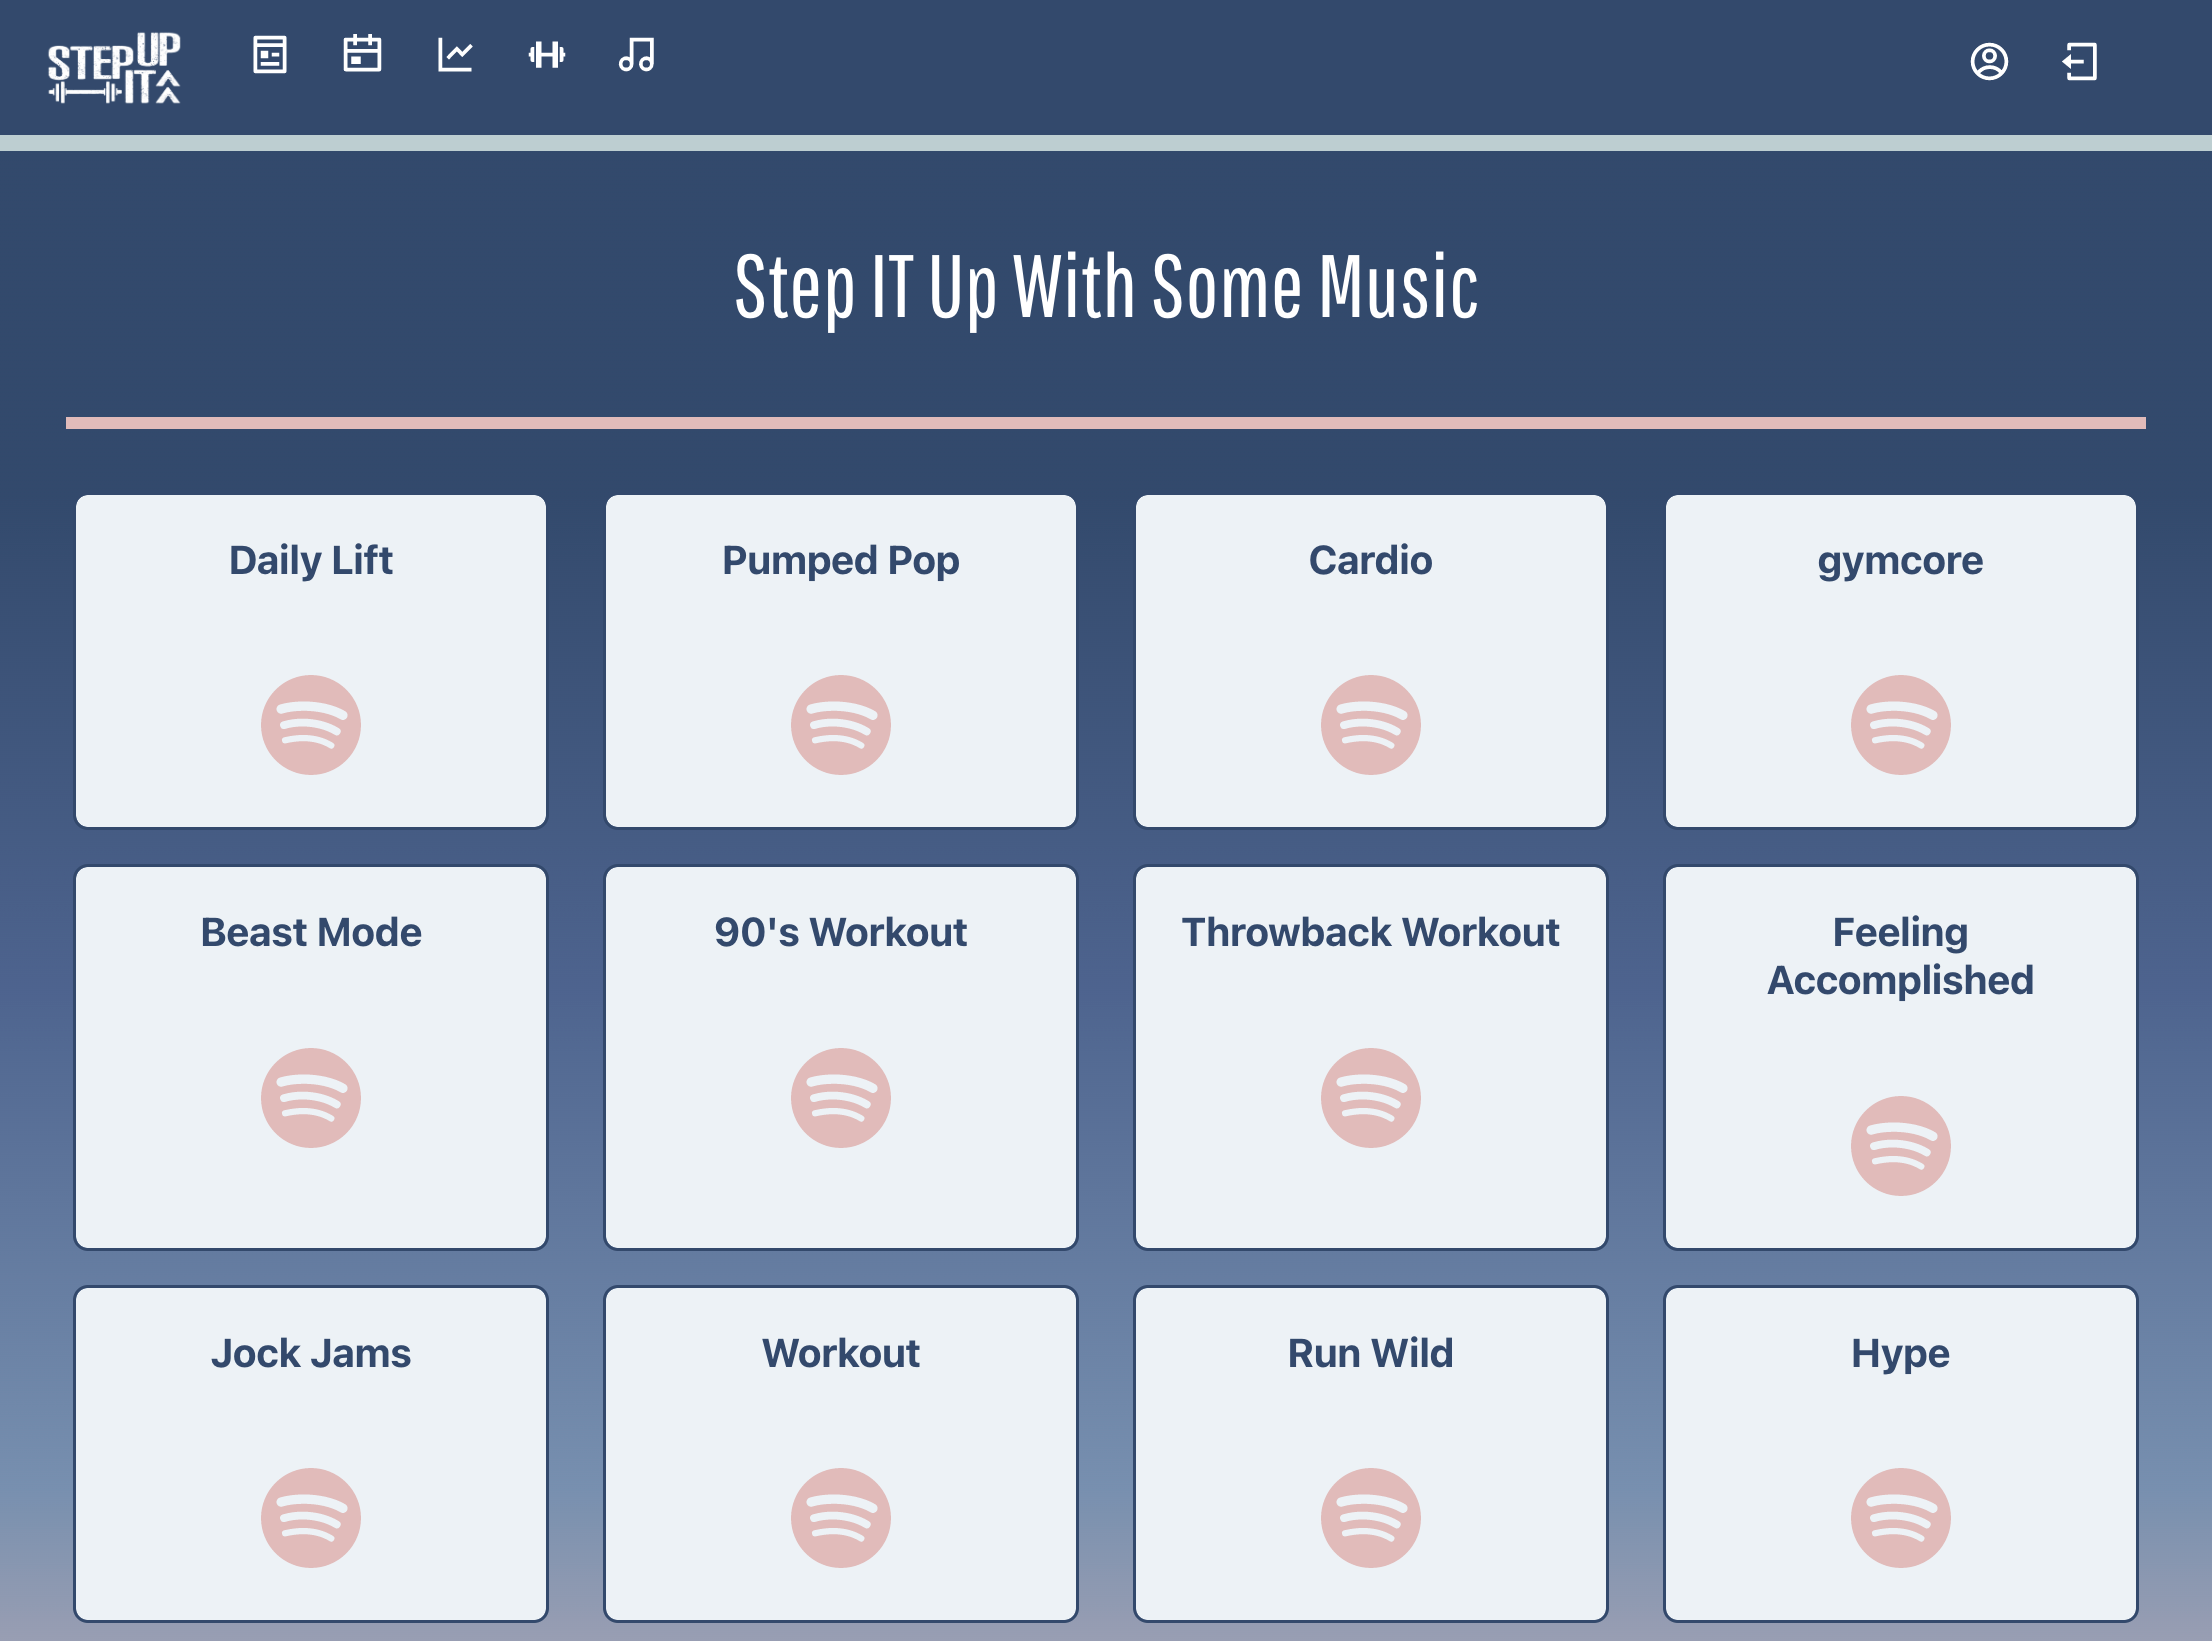 STEP UP
IT
Step IT Up With Some Music
Daily Lift
Pumped Pop
Cardio
gymcore
Beast Mode
90's Workout
Throwback Workout
Feeling
Accomplished
Jock Jams
Workout
Run Wild
Hype